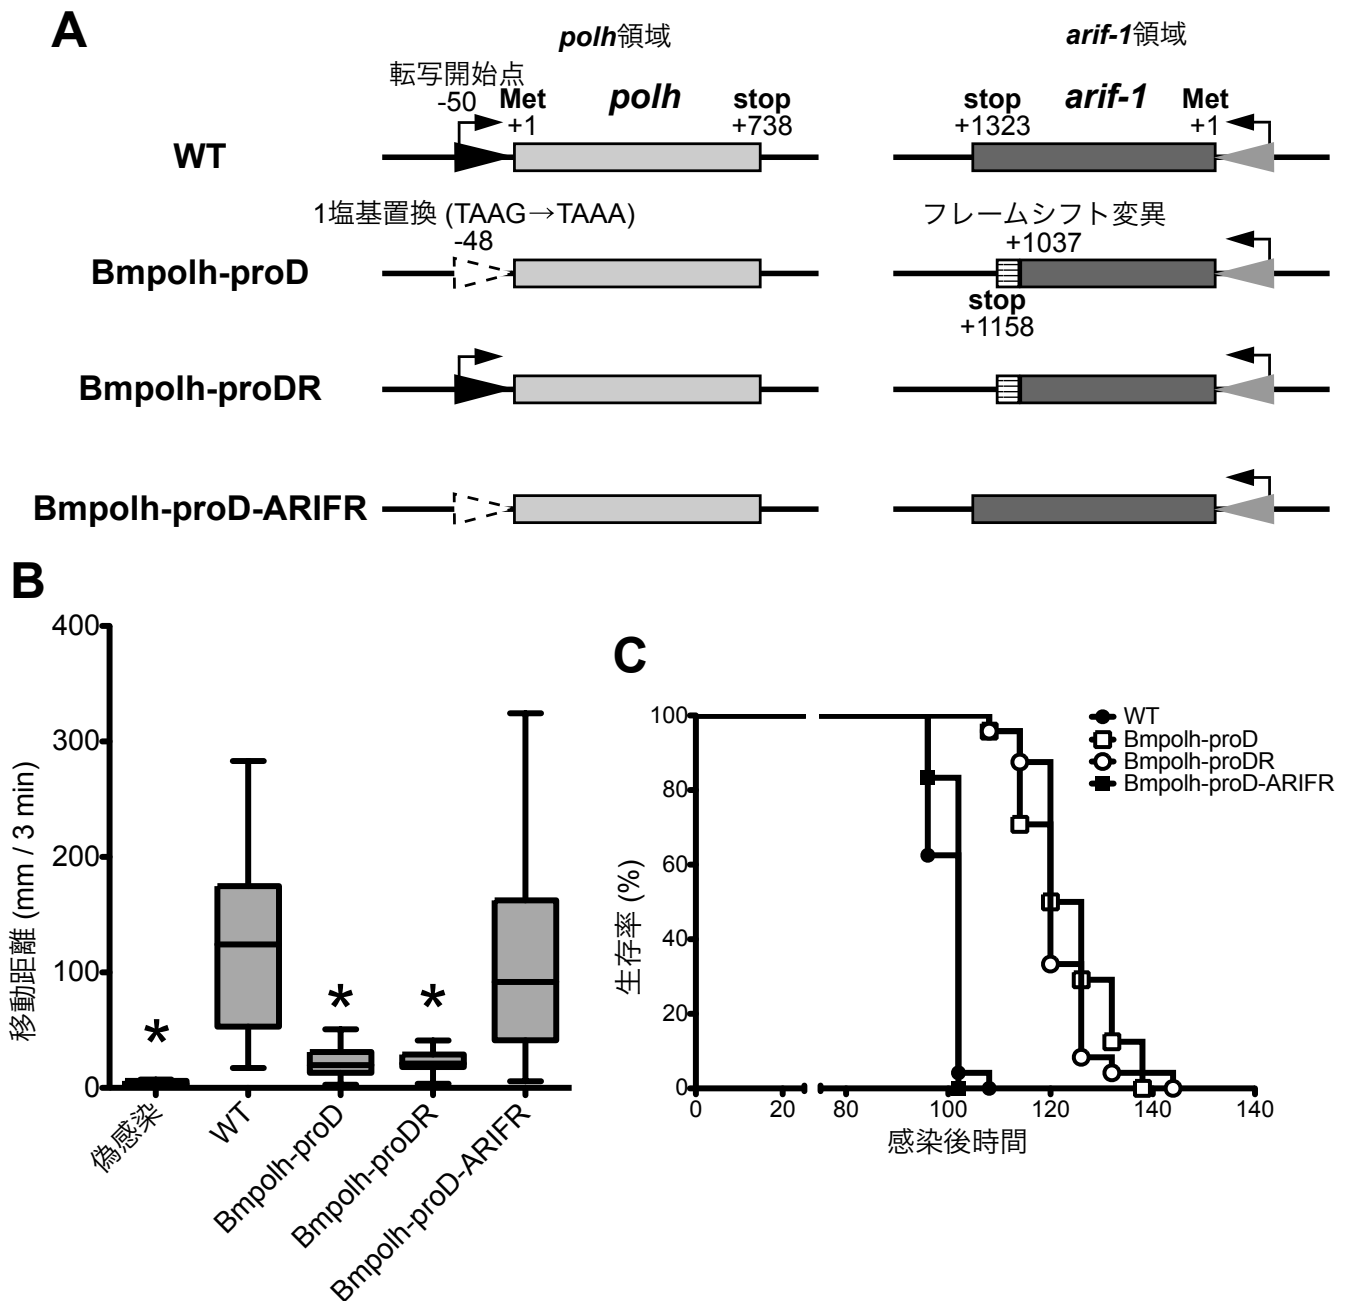 A
polh領域
arif-1領域
転写開始点
-50
Met
+1
polh
stop
+738
stop
+1323
arif-1
Met
+1
WT
1塩基置換 (TAAG→TAAA)
-48
フレームシフト変異
+1037
Bmpolh-proD
stop
+1158
Bmpolh-proDR
Bmpolh-proD-ARIFR
B
400
300
200
100
0
移動距離 (mm / 3 min)
*
*
*
偽感染
WT
Bmpolh-proD
Bmpolh-proDR
Bmpolh-proD-ARIFR
C
100
80
60
40
20
0
生存率 (%)
WT
Bmpolh-proD
Bmpolh-proDR
Bmpolh-proD-ARIFR
0
20
80
100
120
140
140
感染後時間